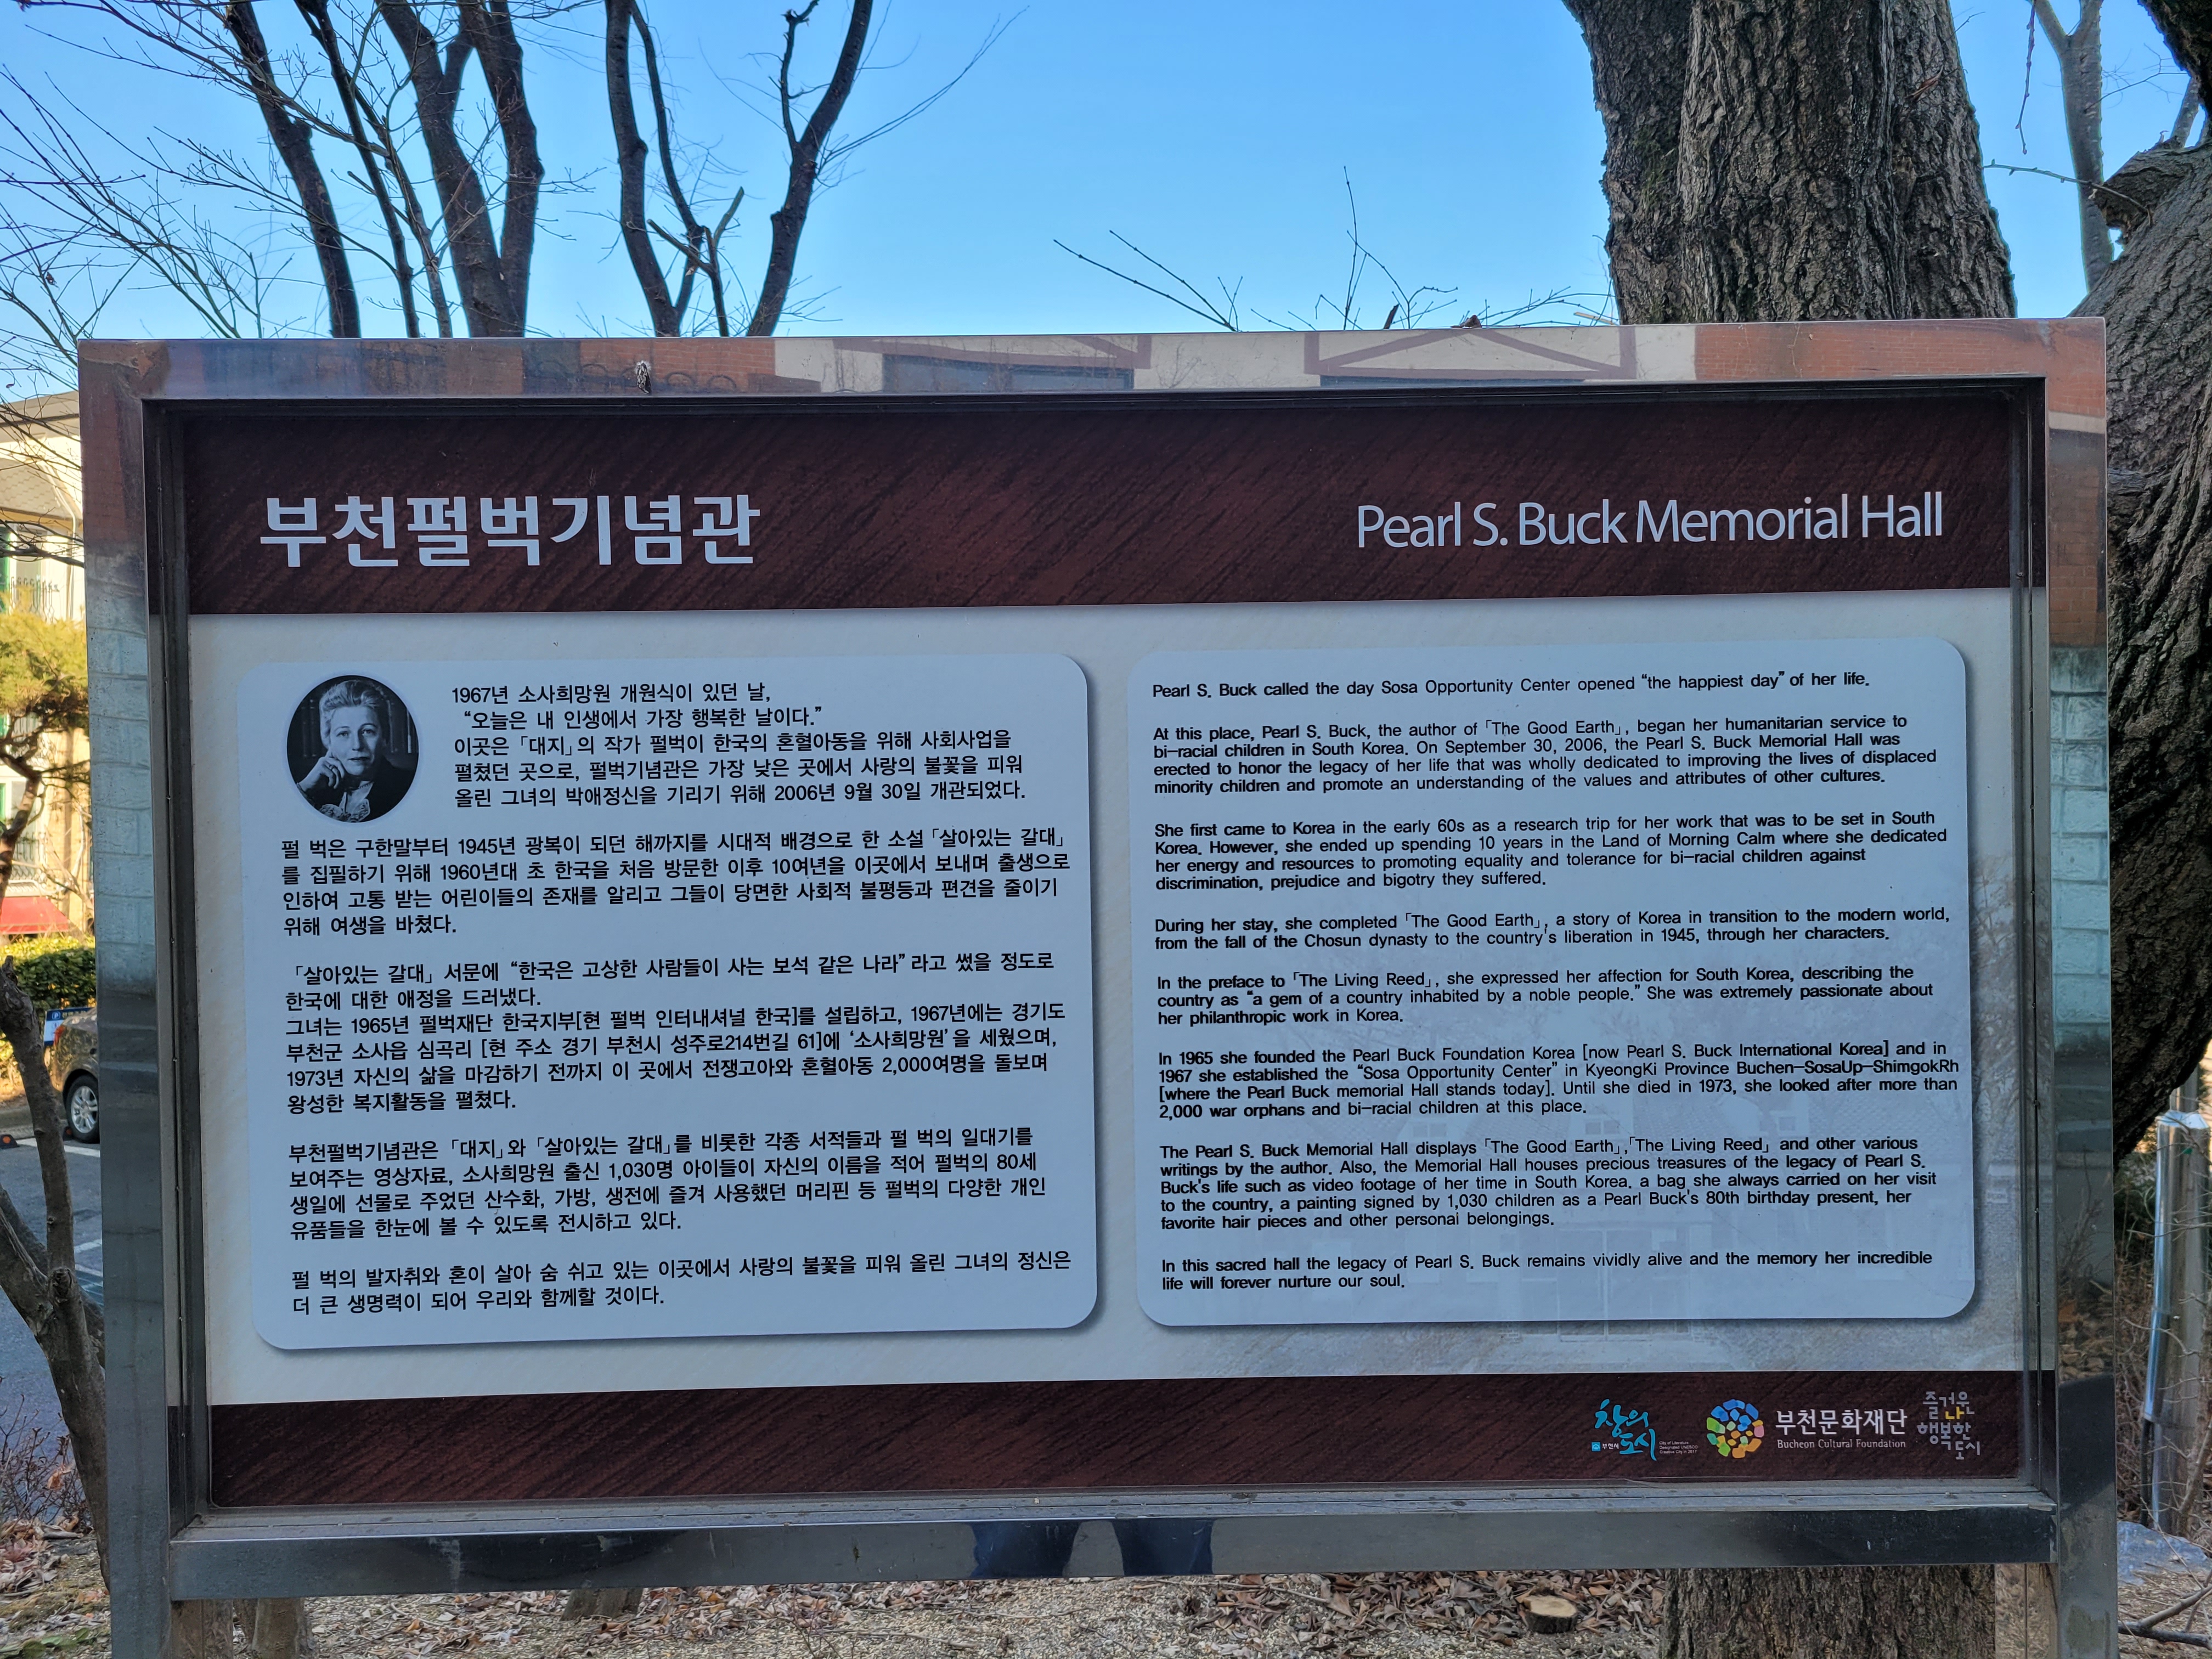 부천펄벅기념관
Pearl S. Buck Memorial Hall
1967년 소사희망원 개원식이 있던 날,
“오늘은 내 인생에서 가장 행복한 날이다.”
이곳은 「대지」의 작가 펄벅이 한국의 혼혈아동을 위해 사회사업을
펼쳤던 곳으로, 펄벅기념관은 가장 낮은 곳에서 사랑의 불꽃을 피워
올린 그녀의 박애정신을 기리기 위해 2006년 9월 30일 개관되었다.
펄 벅은 구한말부터 1945년 광복이 되던 해까지를 시대적 배경으로 한 소설 「살아있는 갈대」
를 집필하기 위해 1960년대 초 한국을 처음 방문한 이후 10여년을 이곳에서 보내며 출생으로
인하여 고통 받는 어린이들의 존재를 알리고 그들이 당면한 사회적 불평등과 편견을 줄이기
위해 여생을 바쳤다.
「살아있는 갈대」 서문에 “한국은 고상한 사람들이 사는 보석 같은 나라” 라고 썼을 정도로
한국에 대한 애정을 드러냈다.
그녀는 1965년 펄벅재단 한국지부[현 펄벅 인터내셔널 한국]를 설립하고, 1967년에는 경기도
부천군 소사읍 심곡리 [현 주소 경기 부천시 성주로214번길 61]에 ‘소사희망원’을 세웠으며,
1973년 자신의 삶을 마감하기 전까지 이 곳에서 전쟁고아와 혼혈아동 2,000여명을 돌보며
왕성한 복지활동을 펼쳤다.
부천펄벅기념관은 「대지」와 「살아있는 갈대」를 비롯한 각종 서적들과 펄 벅의 일대기를
보여주는 영상자료, 소사희망원 출신 1,030명 아이들이 자신의 이름을 적어 펄벅의 80세
생일에 선물로 주었던 산수화, 가방, 생전에 즐겨 사용했던 머리핀 등 펄벅의 다양한 개인
유품들을 한눈에 볼 수 있도록 전시하고 있다.
펄 벅의 발자취와 혼이 살아 숨 쉬고 있는 이곳에서 사랑의 불꽃을 피워 올린 그녀의 정신은
더 큰 생명력이 되어 우리와 함께할 것이다.
Pearl S. Buck called the day Sosa Opportunity Center opened “the happiest day” of her life.
At this place, Pearl S. Buck, the author of 「The Good Earth」, began her humanitarian service to
bi-racial children in South Korea. On September 30, 2006, the Pearl S. Buck Memorial Hall was
erected to honor the legacy of her life that was wholly dedicated to improving the lives of displaced
minority children and promote an understanding of the values and attributes of other cultures.
She first came to Korea in the early 60s as a research trip for her work that was to be set in South
Korea. However, she ended up spending 10 years in the Land of Morning Calm where she dedicated
her energy and resources to promoting equality and tolerance for bi-racial children against
discrimination, prejudice and bigotry they suffered.
During her stay, she completed 「The Good Earth」, a story of Korea in transition to the modern world,
from the fall of the Chosun dynasty to the country's liberation in 1945, through her characters.
In the preface to 「The Living Reed」, she expressed her affection for South Korea, describing the
country as “a gem of a country inhabited by a noble people.” She was extremely passionate about
her philanthropic work in Korea.
In 1965 she founded the Pearl Buck Foundation Korea [now Pearl S. Buck International Korea] and in
1967 she established the “Sosa Opportunity Center” in KyeongKi Province Buchen-SosaUp-ShimgokRh
[where the Pearl Buck memorial Hall stands today]. Until she died in 1973, she looked after more than
2,000 war orphans and bi-racial children at this place.
The Pearl S. Buck Memorial Hall displays 「The Good Earth」,「The Living Reed」 and other various
writings by the author. Also, the Memorial Hall houses precious treasures of the legacy of Pearl S.
Buck's life such as video footage of her time in South Korea. a bag she always carried on her visit
to the country, a painting signed by 1,030 children as a Pearl Buck's 80th birthday present, her
favorite hair pieces and other personal belongings.
In this sacred hall the legacy of Pearl S. Buck remains vividly alive and the memory her incredible
life will forever nurture our soul.
창의
도시
부천시
City of Literature
Designated UNESCO
Creative City in 2017
부천문화재단
Bucheon Cultural Foundation
즐거운
나
행복한
도시